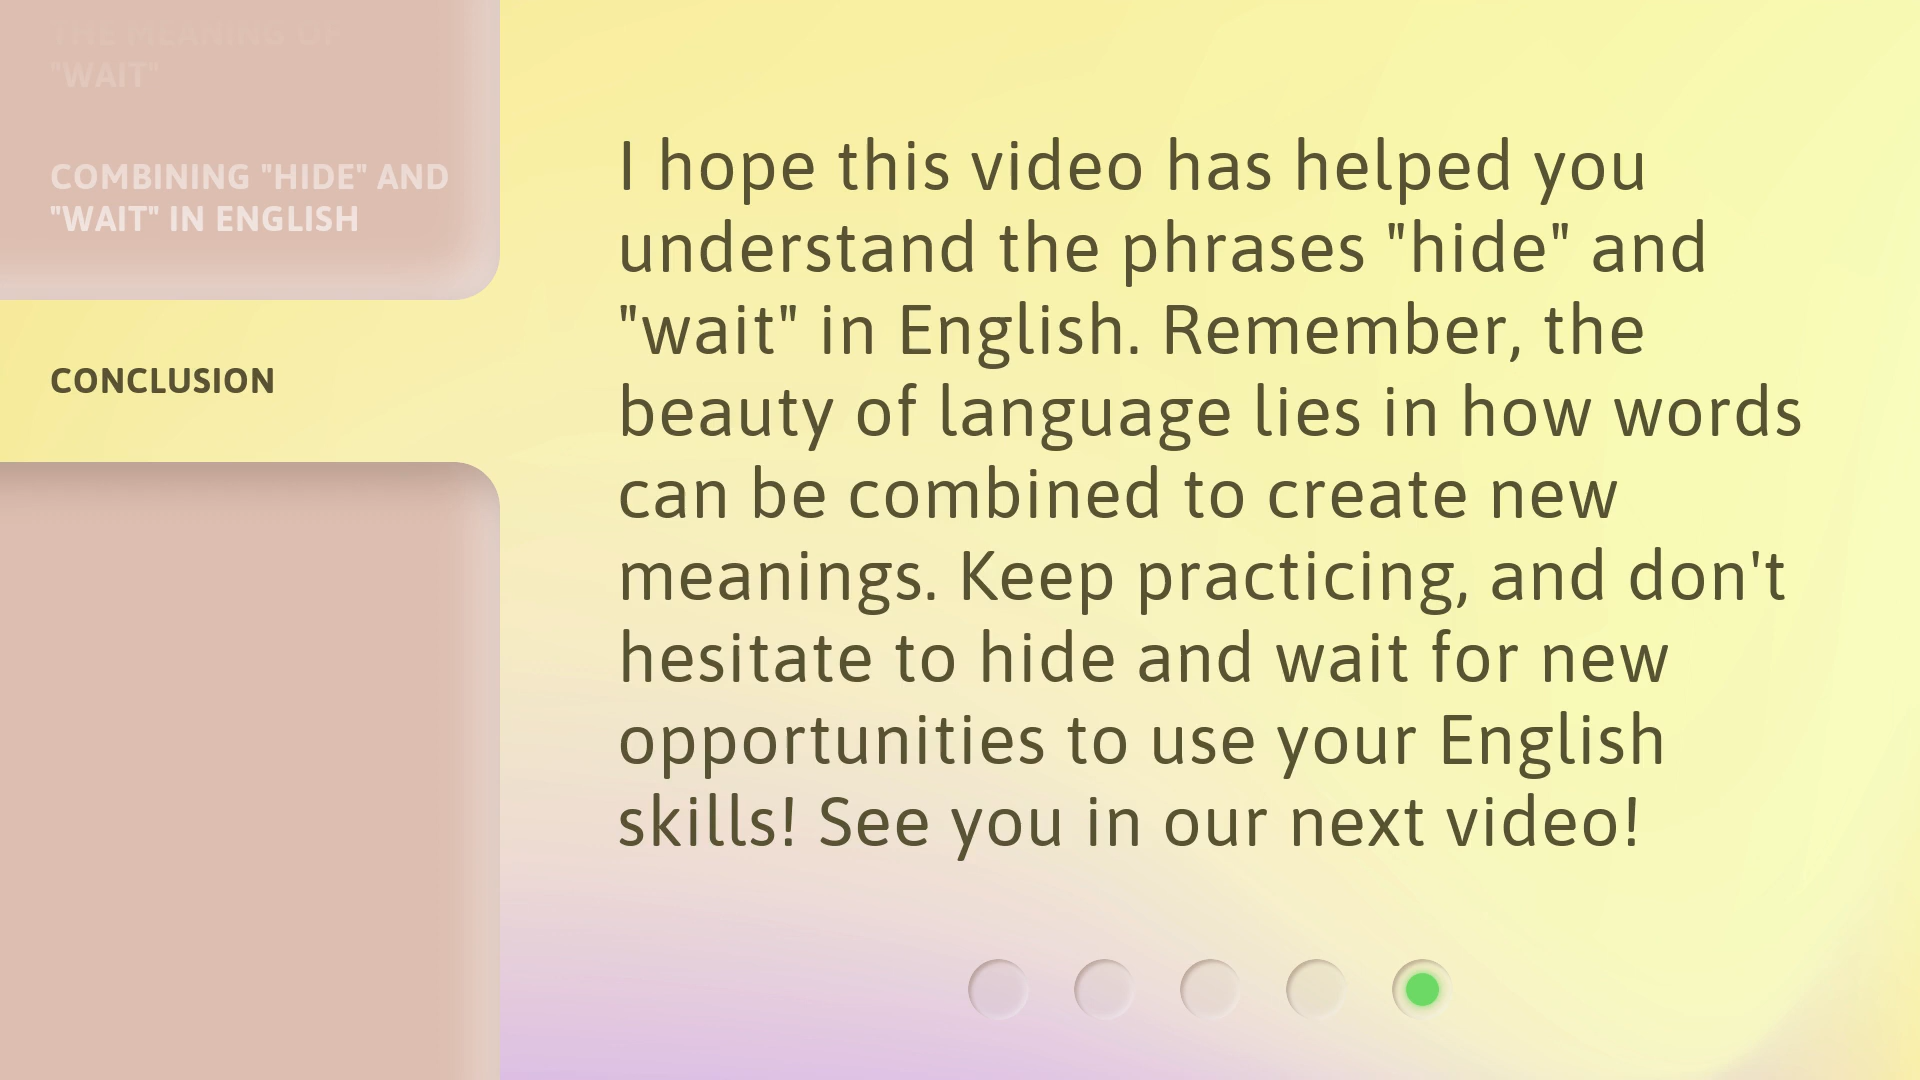 THE MEANING OF
"WAIT"
COMBINING "HIDE" AND
"WAIT" IN ENGLISH
CONCLUSION
I hope this video has helped you
understand the phrases "hide" and
"wait" in English. Remember, the
beauty of language lies in how words
can be combined to create new
meanings. Keep practicing, and don't
hesitate to hide and wait for new
opportunities to use your English
skills! See you in our next video!